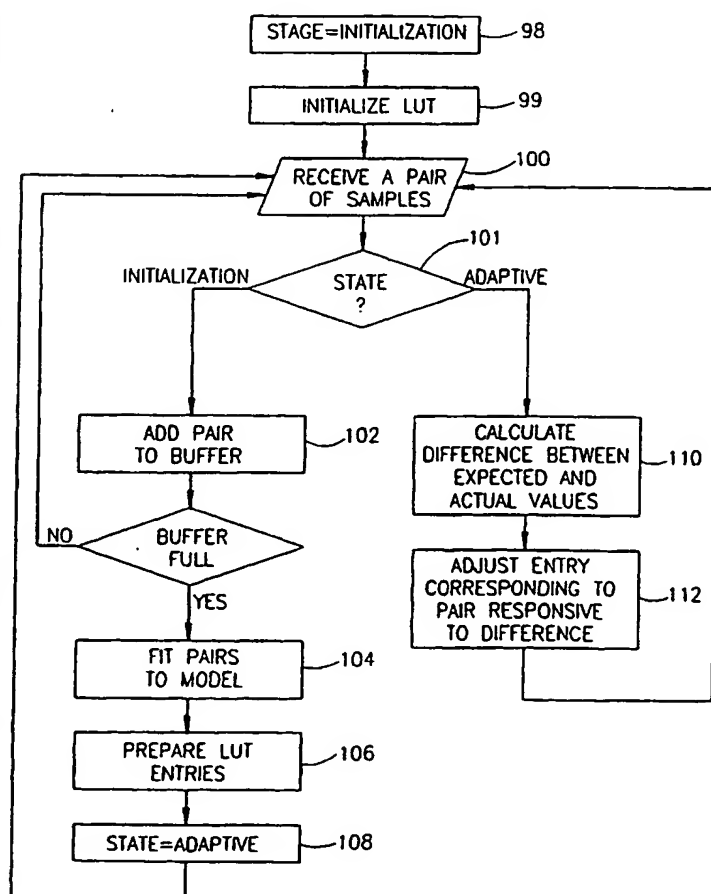 STAGE=INITIALIZATION
98
INITIALIZE LUT
99
RECEIVE A PAIR
OF SAMPLES
100
101
INITIALIZATION
STATE
?
ADAPTIVE
ADD PAIR
TO BUFFER
102
CALCULATE
DIFFERENCE BETWEEN
EXPECTED AND
ACTUAL VALUES
110
NO
BUFFER
FULL
YES
ADJUST ENTRY
CORRESPONDING TO
PAIR RESPONSIVE
TO DIFFERENCE
112
FIT PAIRS
TO MODEL
104
PREPARE LUT
ENTRIES
106
STATE=ADAPTIVE
108